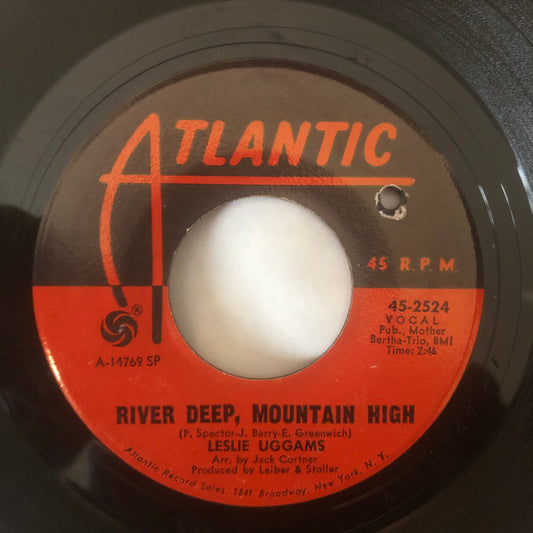 ATLANTIC
®
45 R.P.M.
45-2524
VOCAL
Pub., Mother
Bertha-Trio, BMI
Time: 2:46
A-14769 SP
RIVER DEEP, MOUNTAIN HIGH
(P. Spector-J. Barry-E. Greenwich)
LESLIE UGGAMS
Arr. by Jack Cortner
Produced by Leiber & Stoller
Atlantic Record Sales, 1841 Broadway, New York, N. Y.